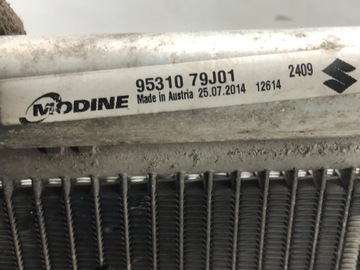 MODINE
95310 79J01
Made in Austria 25.07.2014 12614
2409